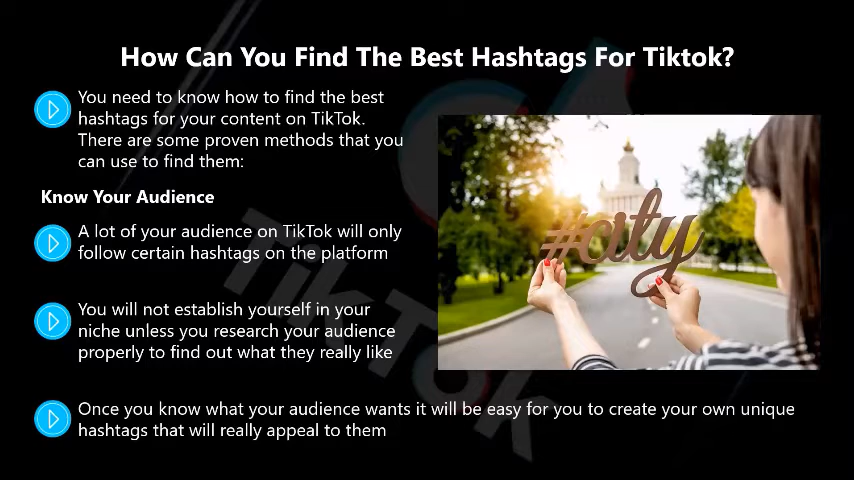 How Can You Find The Best Hashtags For Tiktok?
You need to know how to find the best
hashtags for your content on TikTok.
There are some proven methods that you
can use to find them:
Know Your Audience
A lot of your audience on TikTok will only
follow certain hashtags on the platform
You will not establish yourself in your
niche unless you research your audience
properly to find out what they really like
Once you know what your audience wants it will be easy for you to create your own unique
hashtags that will really appeal to them
#city
TikTok